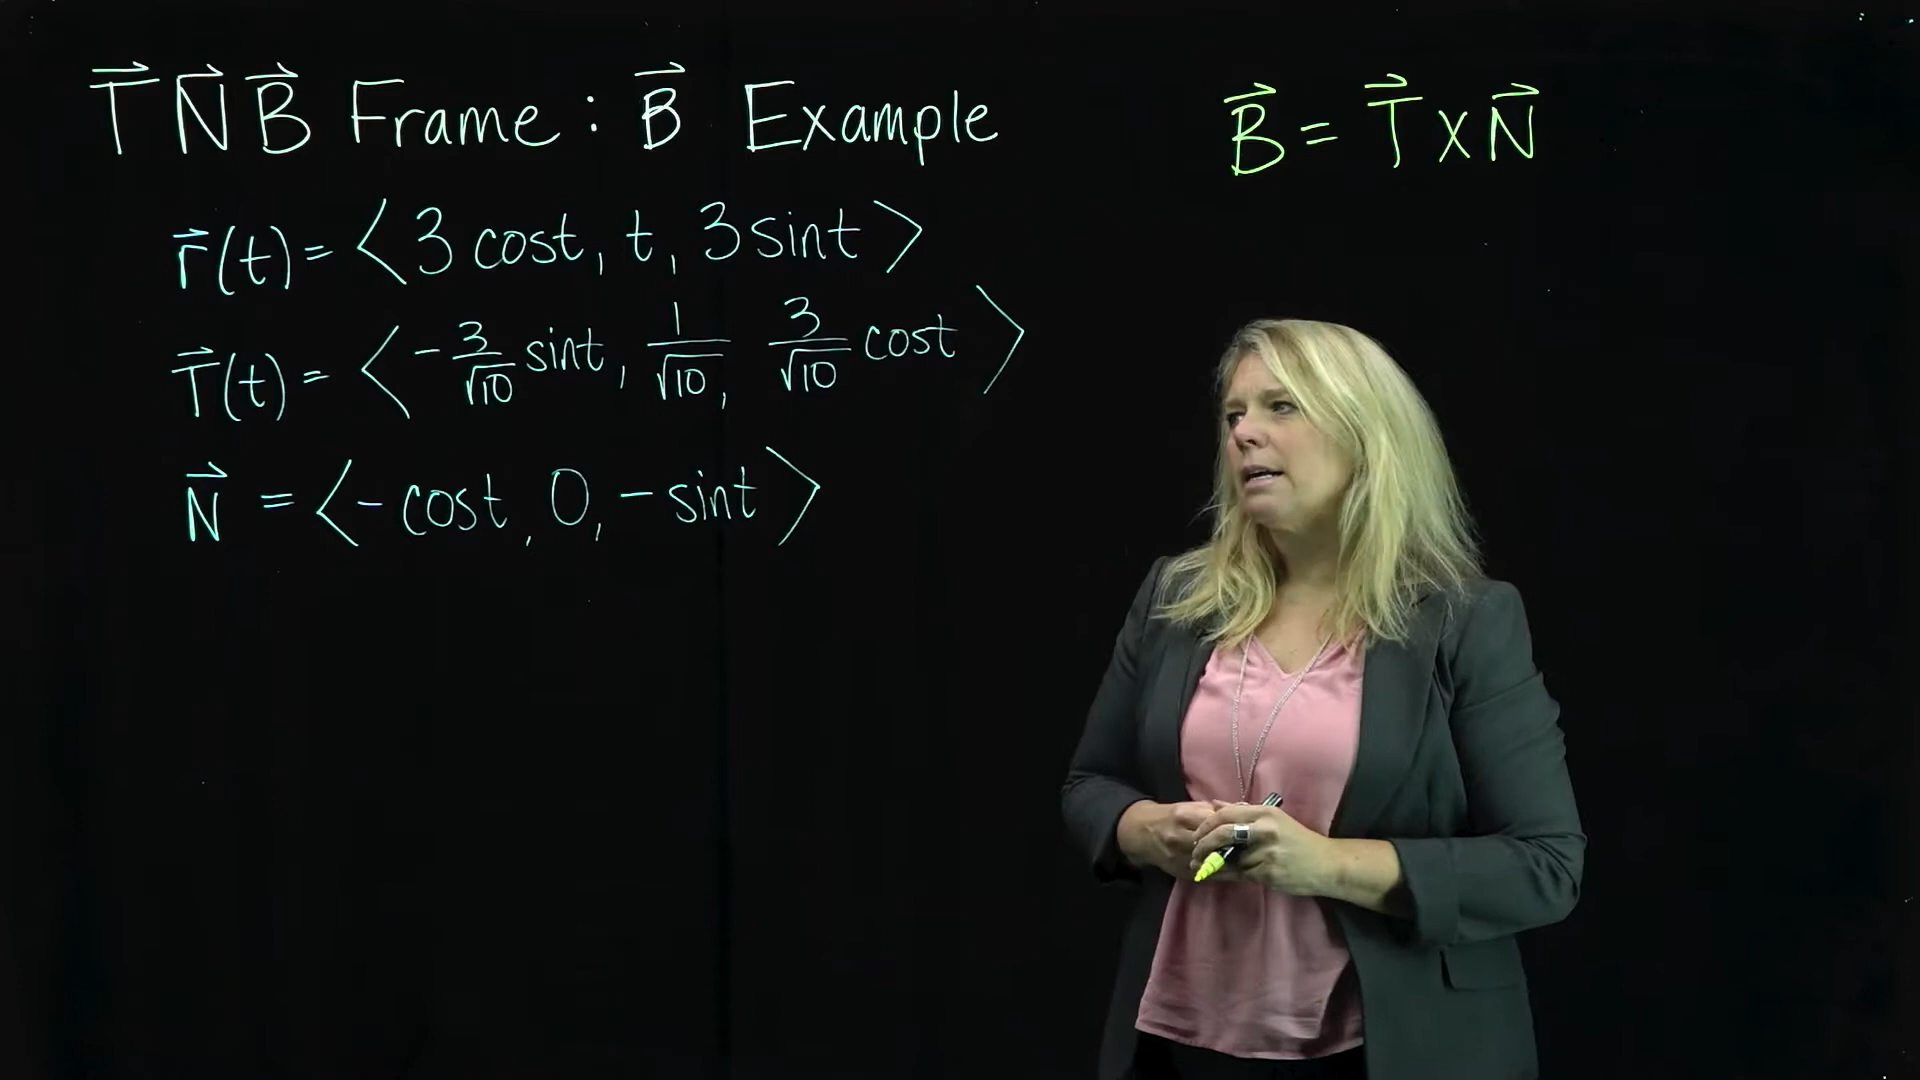 T⃗ N⃗ B⃗ Frame: B⃗ Example
B⃗ = T⃗ x N⃗
r⃗(t) = ⟨3 cost, t, 3 sint⟩
T⃗(t) = ⟨-3/√10 sint, 1/√10, 3/√10 cost⟩
N⃗ = ⟨-cost, 0, -sint⟩